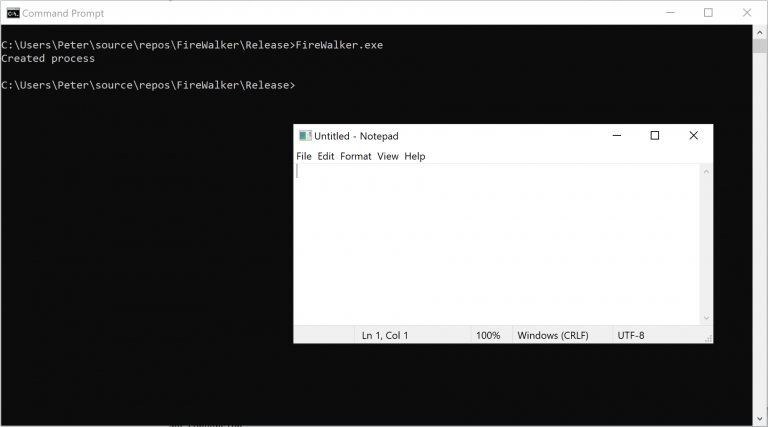 Command Prompt
C:\Users\Peter\source\repos\FireWalker\Release>FireWalker.exe
Created process
C:\Users\Peter\source\repos\FireWalker\Release>
Untitled - Notepad
File Edit Format View Help
Ln 1, Col 1 100% Windows (CRLF) UTF-8